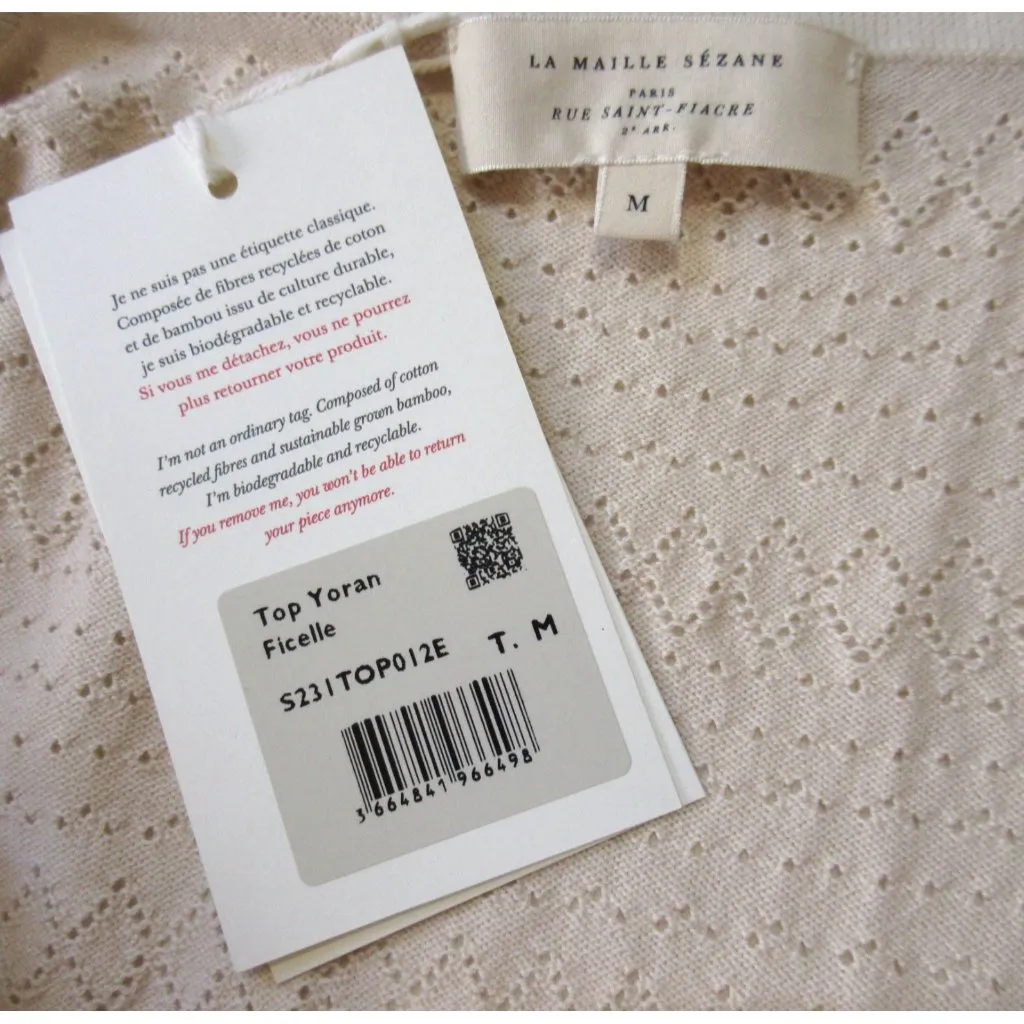 LA MAILLE SÉZANE
PARIS
RUE SAINT-FIACRE
2e ARR.
M
Je ne suis pas une étiquette classique.
Composée de fibres recyclées de coton
et de bambou issu de culture durable,
je suis biodégradable et recyclable.
Si vous me détachez, vous ne pourrez
plus retourner votre produit.
I'm not an ordinary tag. Composed of cotton
recycled fibres and sustainable grown bamboo,
I'm biodegradable and recyclable.
If you remove me, you won't be able to return
your piece anymore.
Top Yoran
Ficelle
S231TOP012E T. M
3 664841 966498